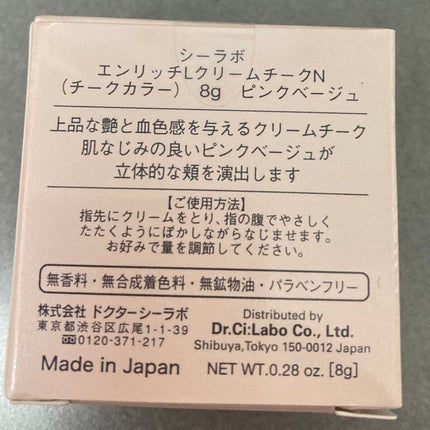 シーラボ
エンリッチLクリームチークN
(チークカラー) 8g ピンクベージュ
上品な艶と血色感を与えるクリームチーク
肌なじみの良いピンクベージュが
立体的な頬を演出します
【ご使用方法】
指先にクリームをとり、指の腹でやさしく
たたくようにぼかしながらなじませます。
お好みで量を調節してください。
無香料・無合成着色料・無鉱物油・パラベンフリー
株式会社 ドクターシーラボ
東京都渋谷区広尾1-1-39
0120-371-217
Distributed by
Dr.Ci:Labo Co., Ltd.
Shibuya,Tokyo 150-0012 Japan
Made in Japan NET WT.0.28 oz. [8g]